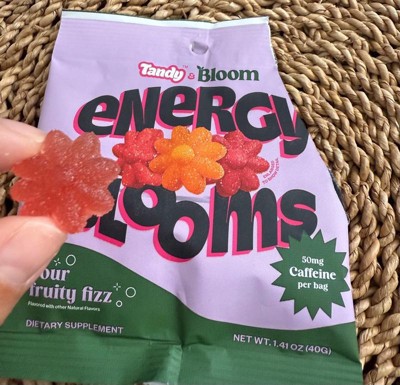 Tandy & Bloom
ENERGY
LOOMS
our
fruity fizz
Flavored with other Natural Flavors
50mg
Caffeine
per bag
DIETARY SUPPLEMENT
NET WT. 1.41 OZ (40G)